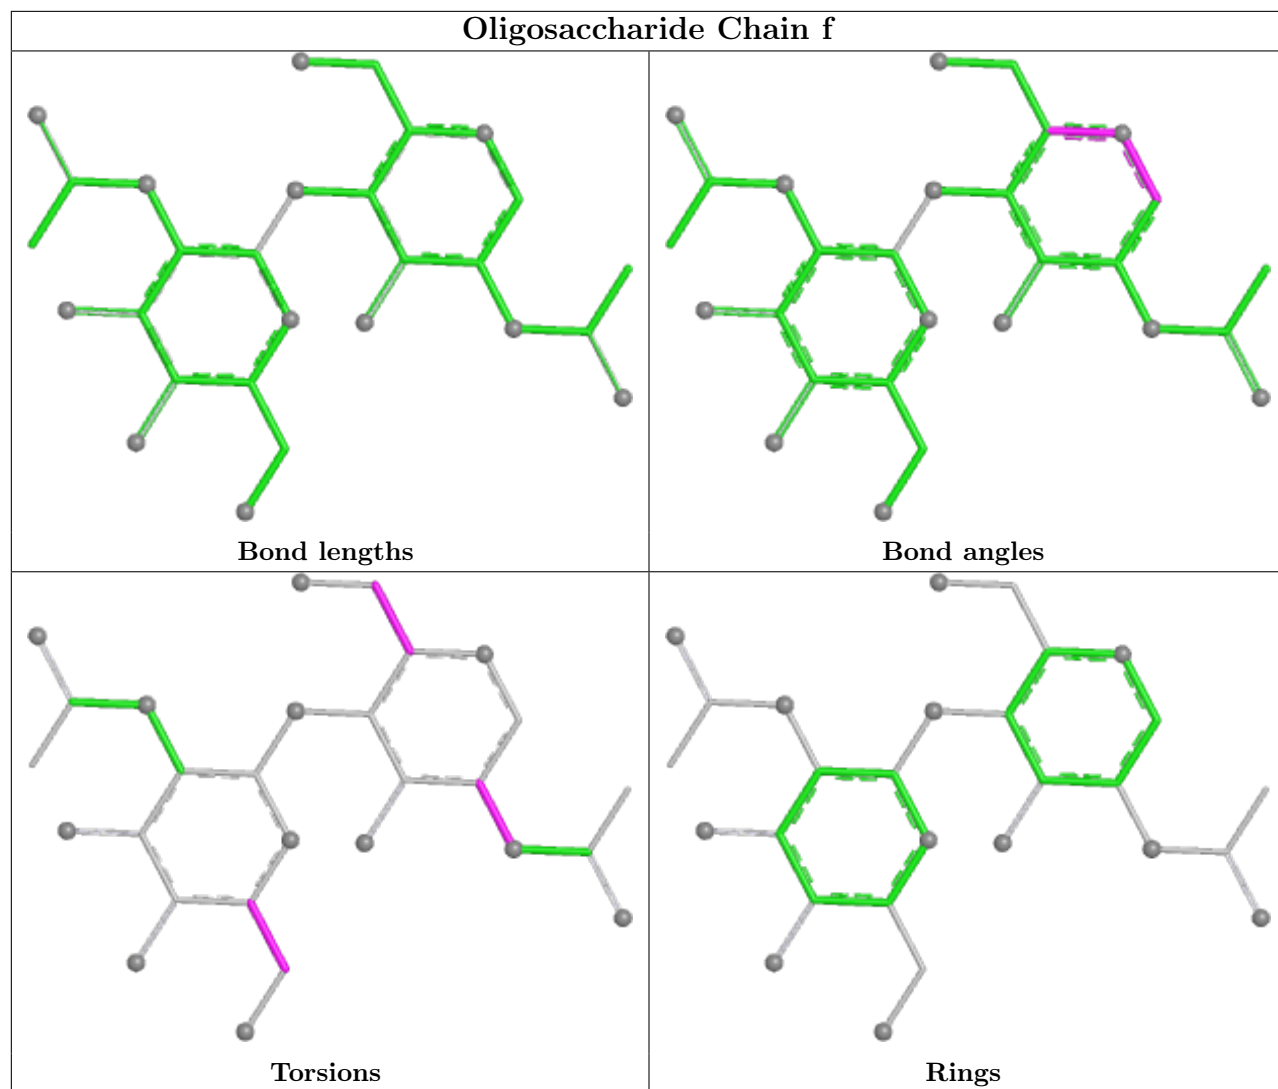 Oligosaccharide Chain f
Bond lengths
Bond angles
Torsions
Rings